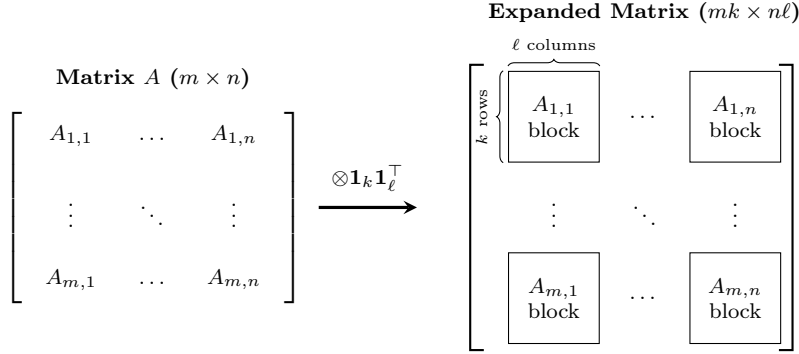 Expanded Matrix (mk × nℓ)
ℓ columns
Matrix A (m × n)
k rows
A₁,₁ … A₁,ₙ
⋮ ⋱ ⋮
Aₘ,₁ … Aₘ,ₙ
⊗𝟏ₖ𝟏ℓ⊤
A₁,₁ block … A₁,ₙ block
⋮ ⋱ ⋮
Aₘ,₁ block … Aₘ,ₙ block